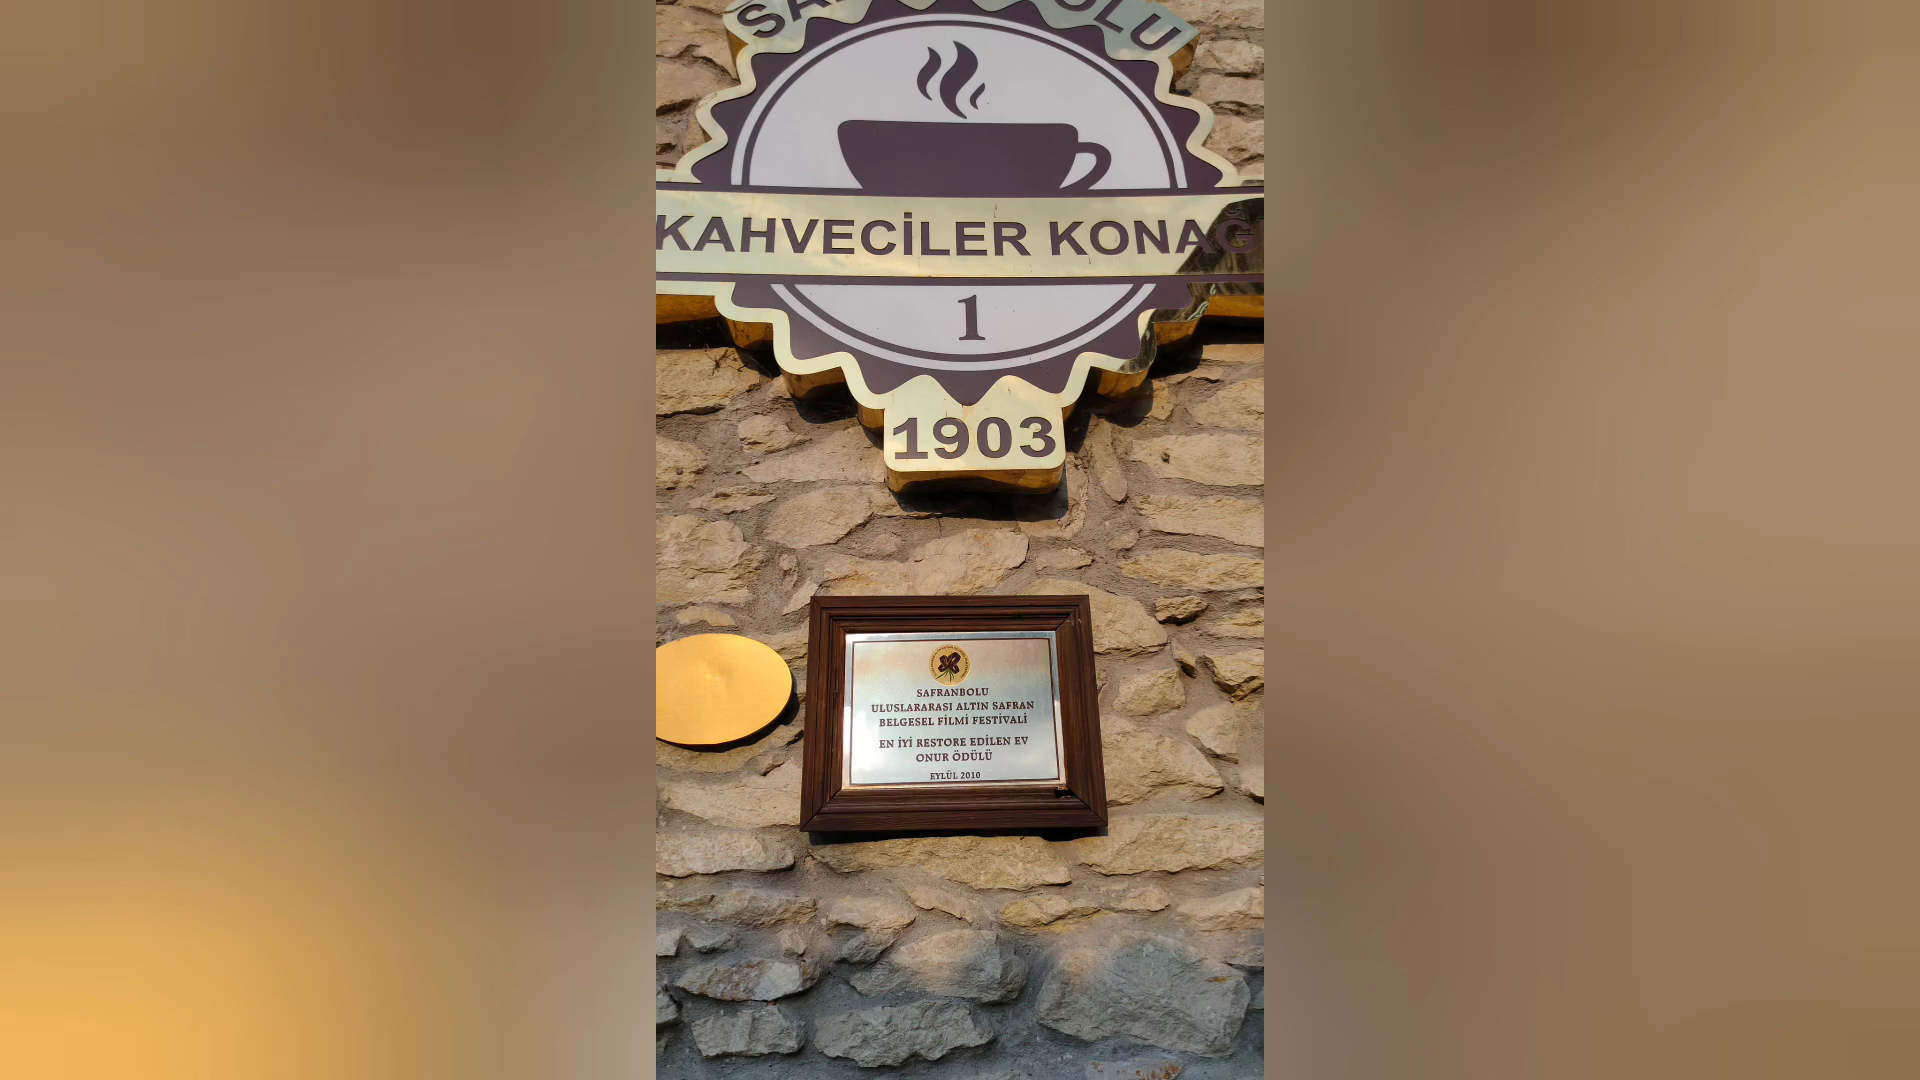 KAHVECİLER KONAĞ
1
1903
SAFRANBOLU
ULUSLARARASI ALTIN SAFRAN
BELGESEL FİLMİ FESTİVALİ
EN İYİ RESTORE EDİLEN EV
ONUR ÖDÜLÜ
EYLÜL 2010